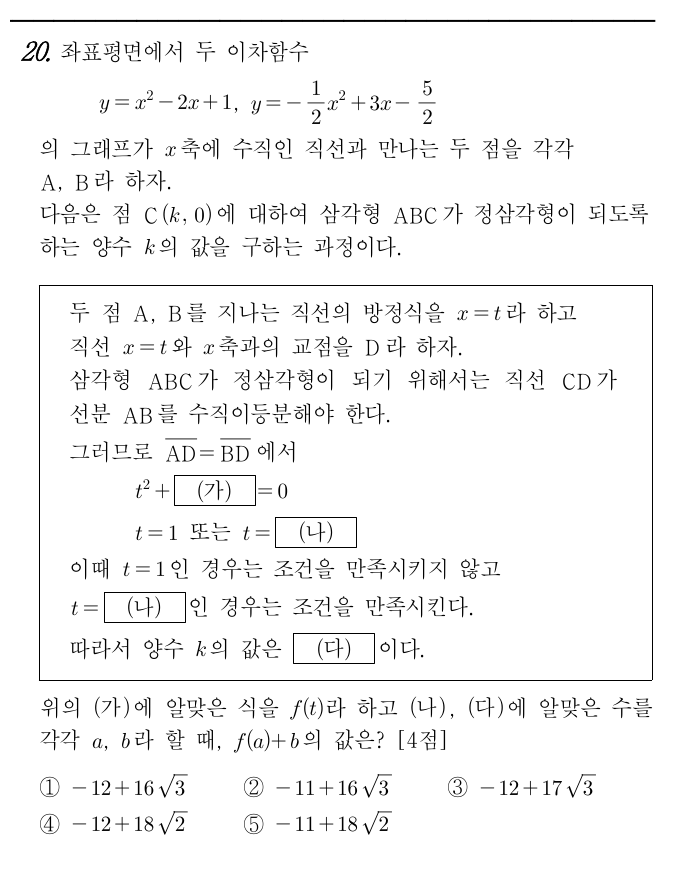 20. 좌표평면에서 두 이차함수
y = x² - 2x + 1, y = -\frac{1}{2}x² + 3x - \frac{5}{2}
의 그래프가 x축에 수직인 직선과 만나는 두 점을 각각
A, B라 하자.
다음은 점 C(k, 0)에 대하여 삼각형 ABC가 정삼각형이 되도록
하는 양수 k의 값을 구하는 과정이다.
두 점 A, B를 지나는 직선의 방정식을 x = t라 하고
직선 x = t와 x축과의 교점을 D라 하자.
삼각형 ABC가 정삼각형이 되기 위해서는 직선 CD가
선분 AB를 수직이등분해야 한다.
그러므로 \overline{AD} = \overline{BD}에서
t² + (가) = 0
t = 1 또는 t = (나)
이때 t = 1인 경우는 조건을 만족시키지 않고
t = (나) 인 경우는 조건을 만족시킨다.
따라서 양수 k의 값은 (다) 이다.
위의 (가)에 알맞은 식을 f(t)라 하고 (나), (다)에 알맞은 수를
각각 a, b라 할 때, f(a)+b의 값은? [4점]
① -12+16√3 ② -11+16√3 ③ -12+17√3
④ -12+18√2 ⑤ -11+18√2